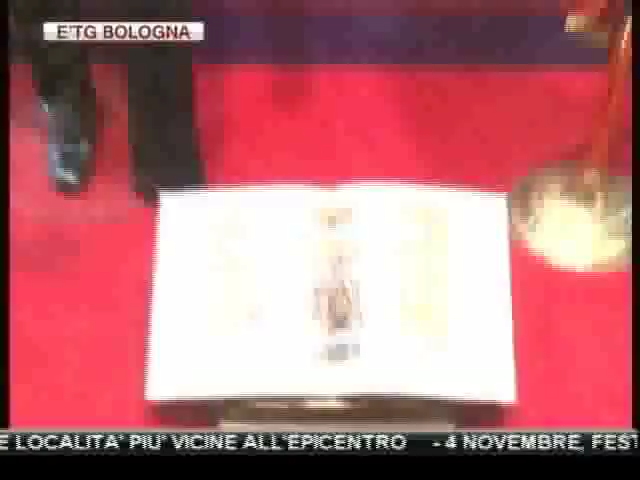 E'TG BOLOGNA
E LOCALITA' PIU' VICINE ALL'EPICENTRO - 4 NOVEMBRE, FEST